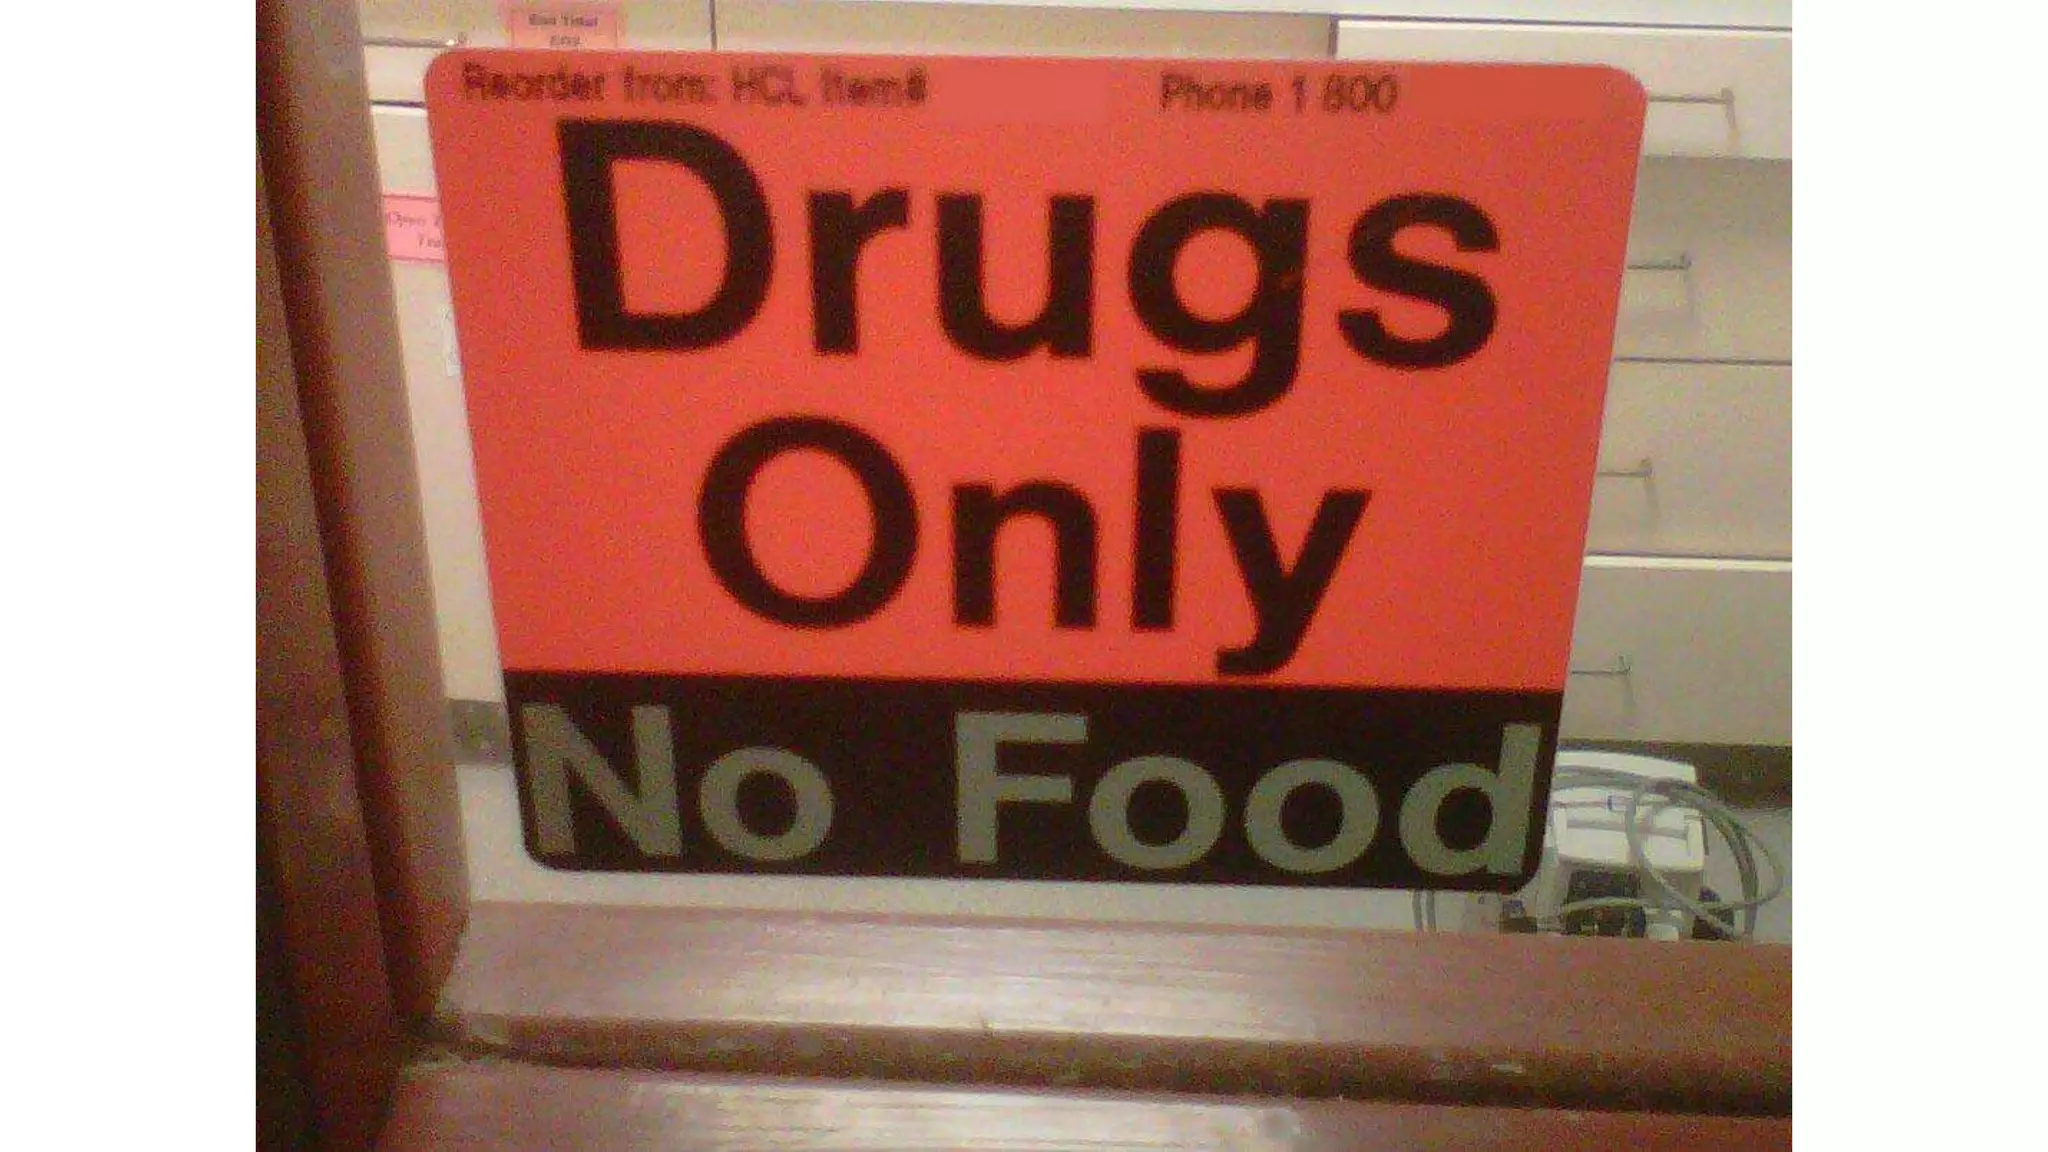 Reorder from: HCL Item# Phone 1 800
Drugs
Only
No Food